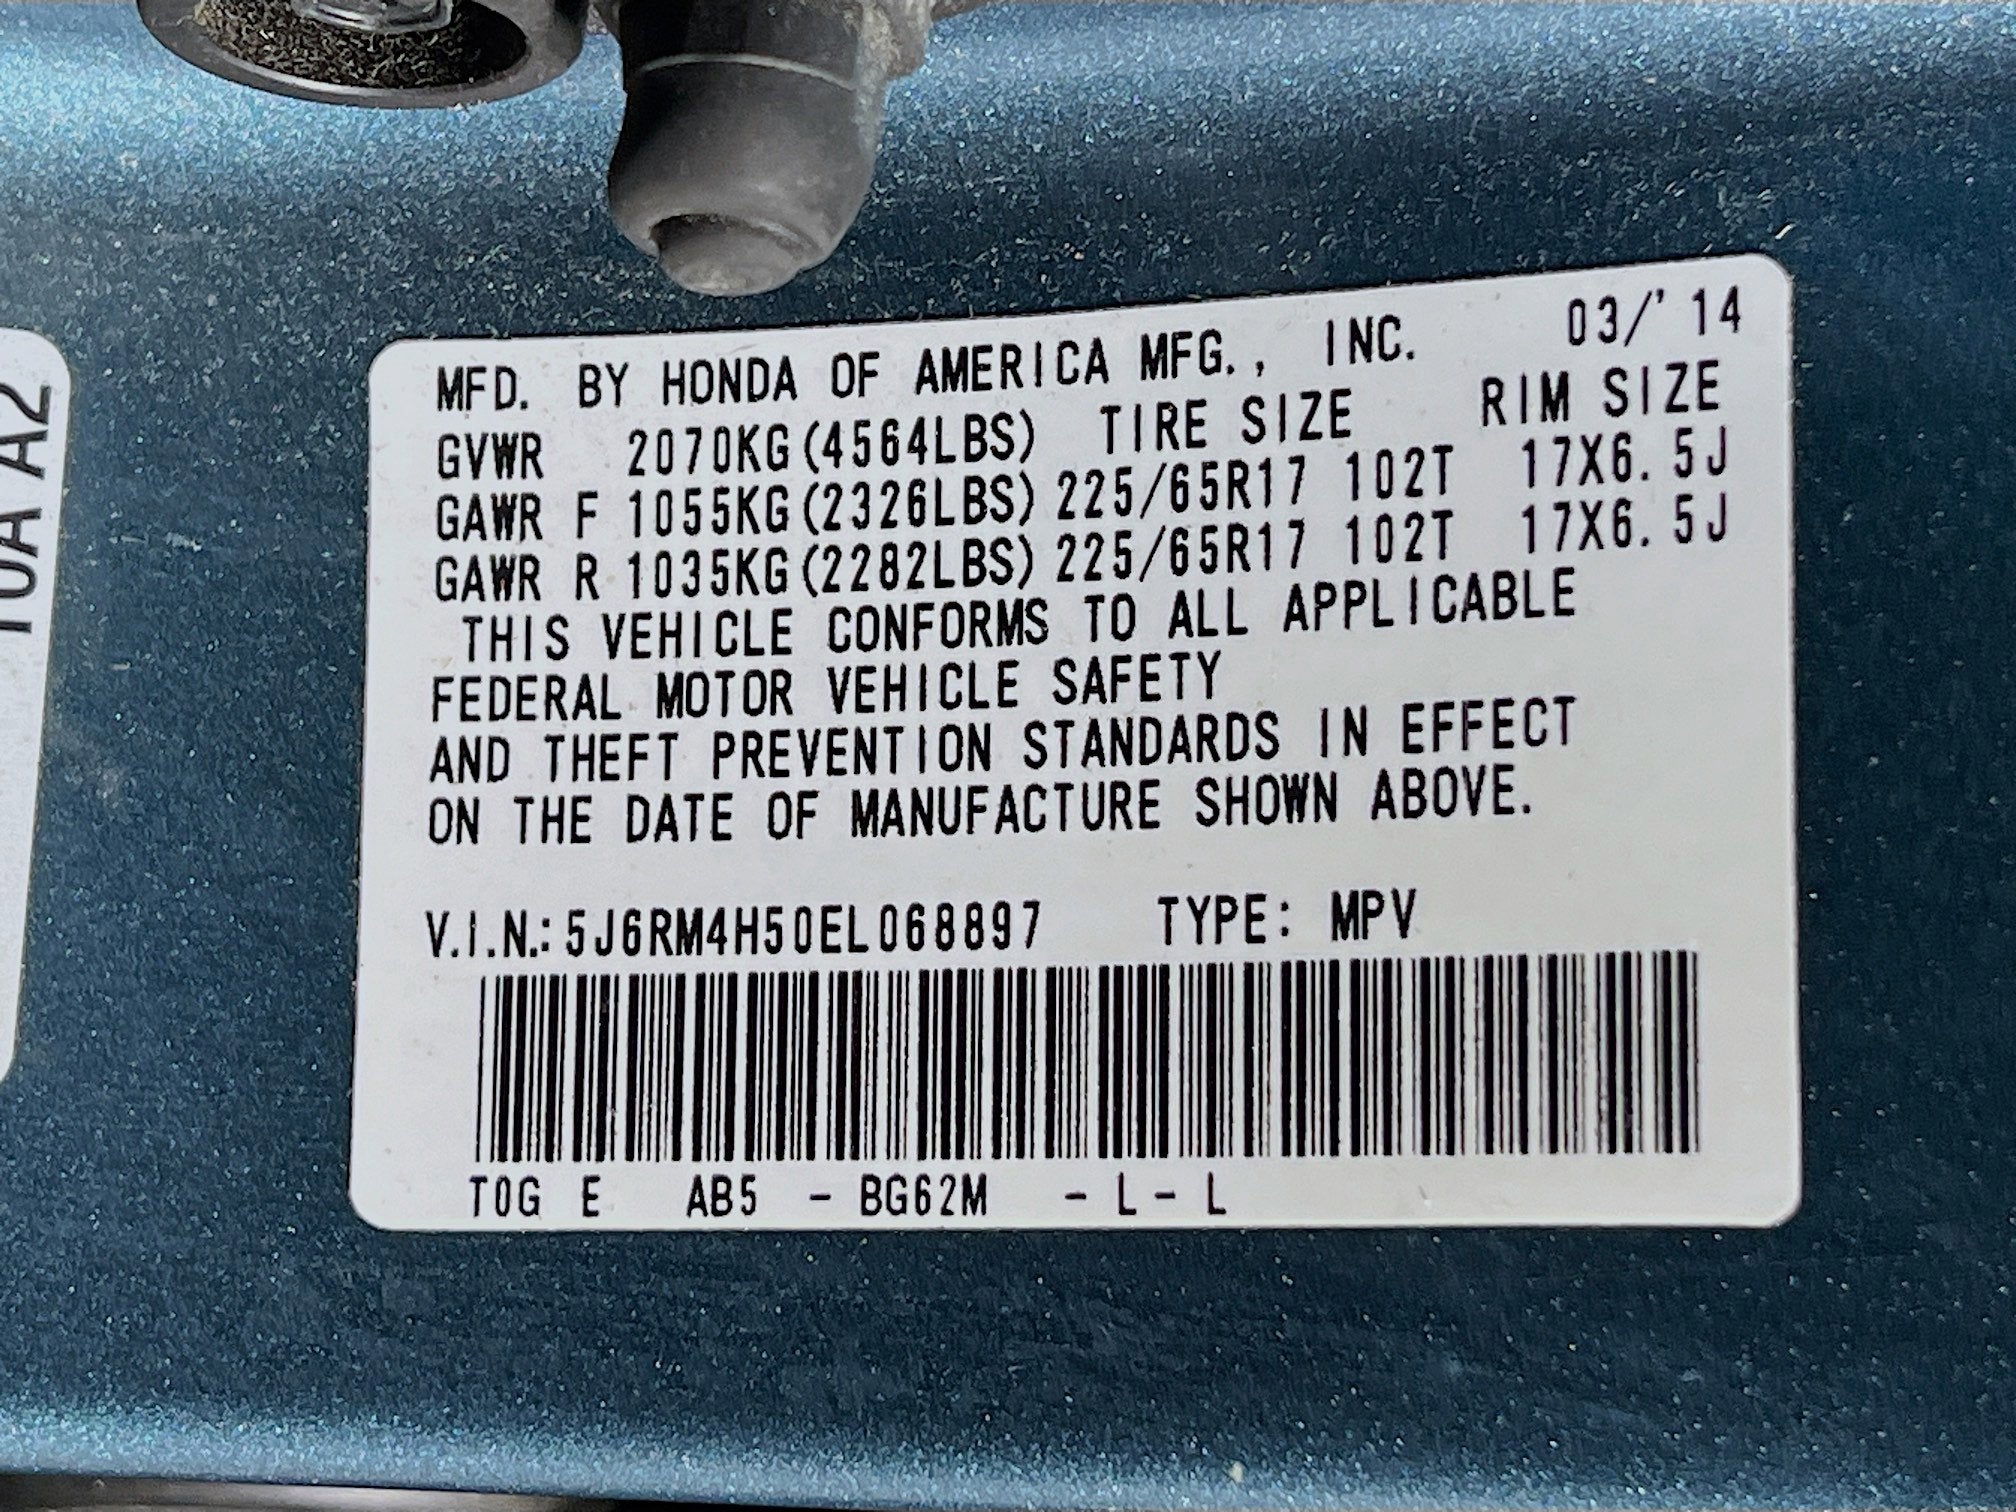 10A A2
MFD. BY HONDA OF AMERICA MFG., INC. 03/'14
GVWR 2070KG(4564LBS) TIRE SIZE RIM SIZE
GAWR F 1055KG(2326LBS) 225/65R17 102T 17X6.5J
GAWR R 1035KG(2282LBS) 225/65R17 102T 17X6.5J
THIS VEHICLE CONFORMS TO ALL APPLICABLE
FEDERAL MOTOR VEHICLE SAFETY
AND THEFT PREVENTION STANDARDS IN EFFECT
ON THE DATE OF MANUFACTURE SHOWN ABOVE.
V.I.N.: 5J6RM4H50EL068897 TYPE: MPV
T0G E AB5 - BG62M - L - L